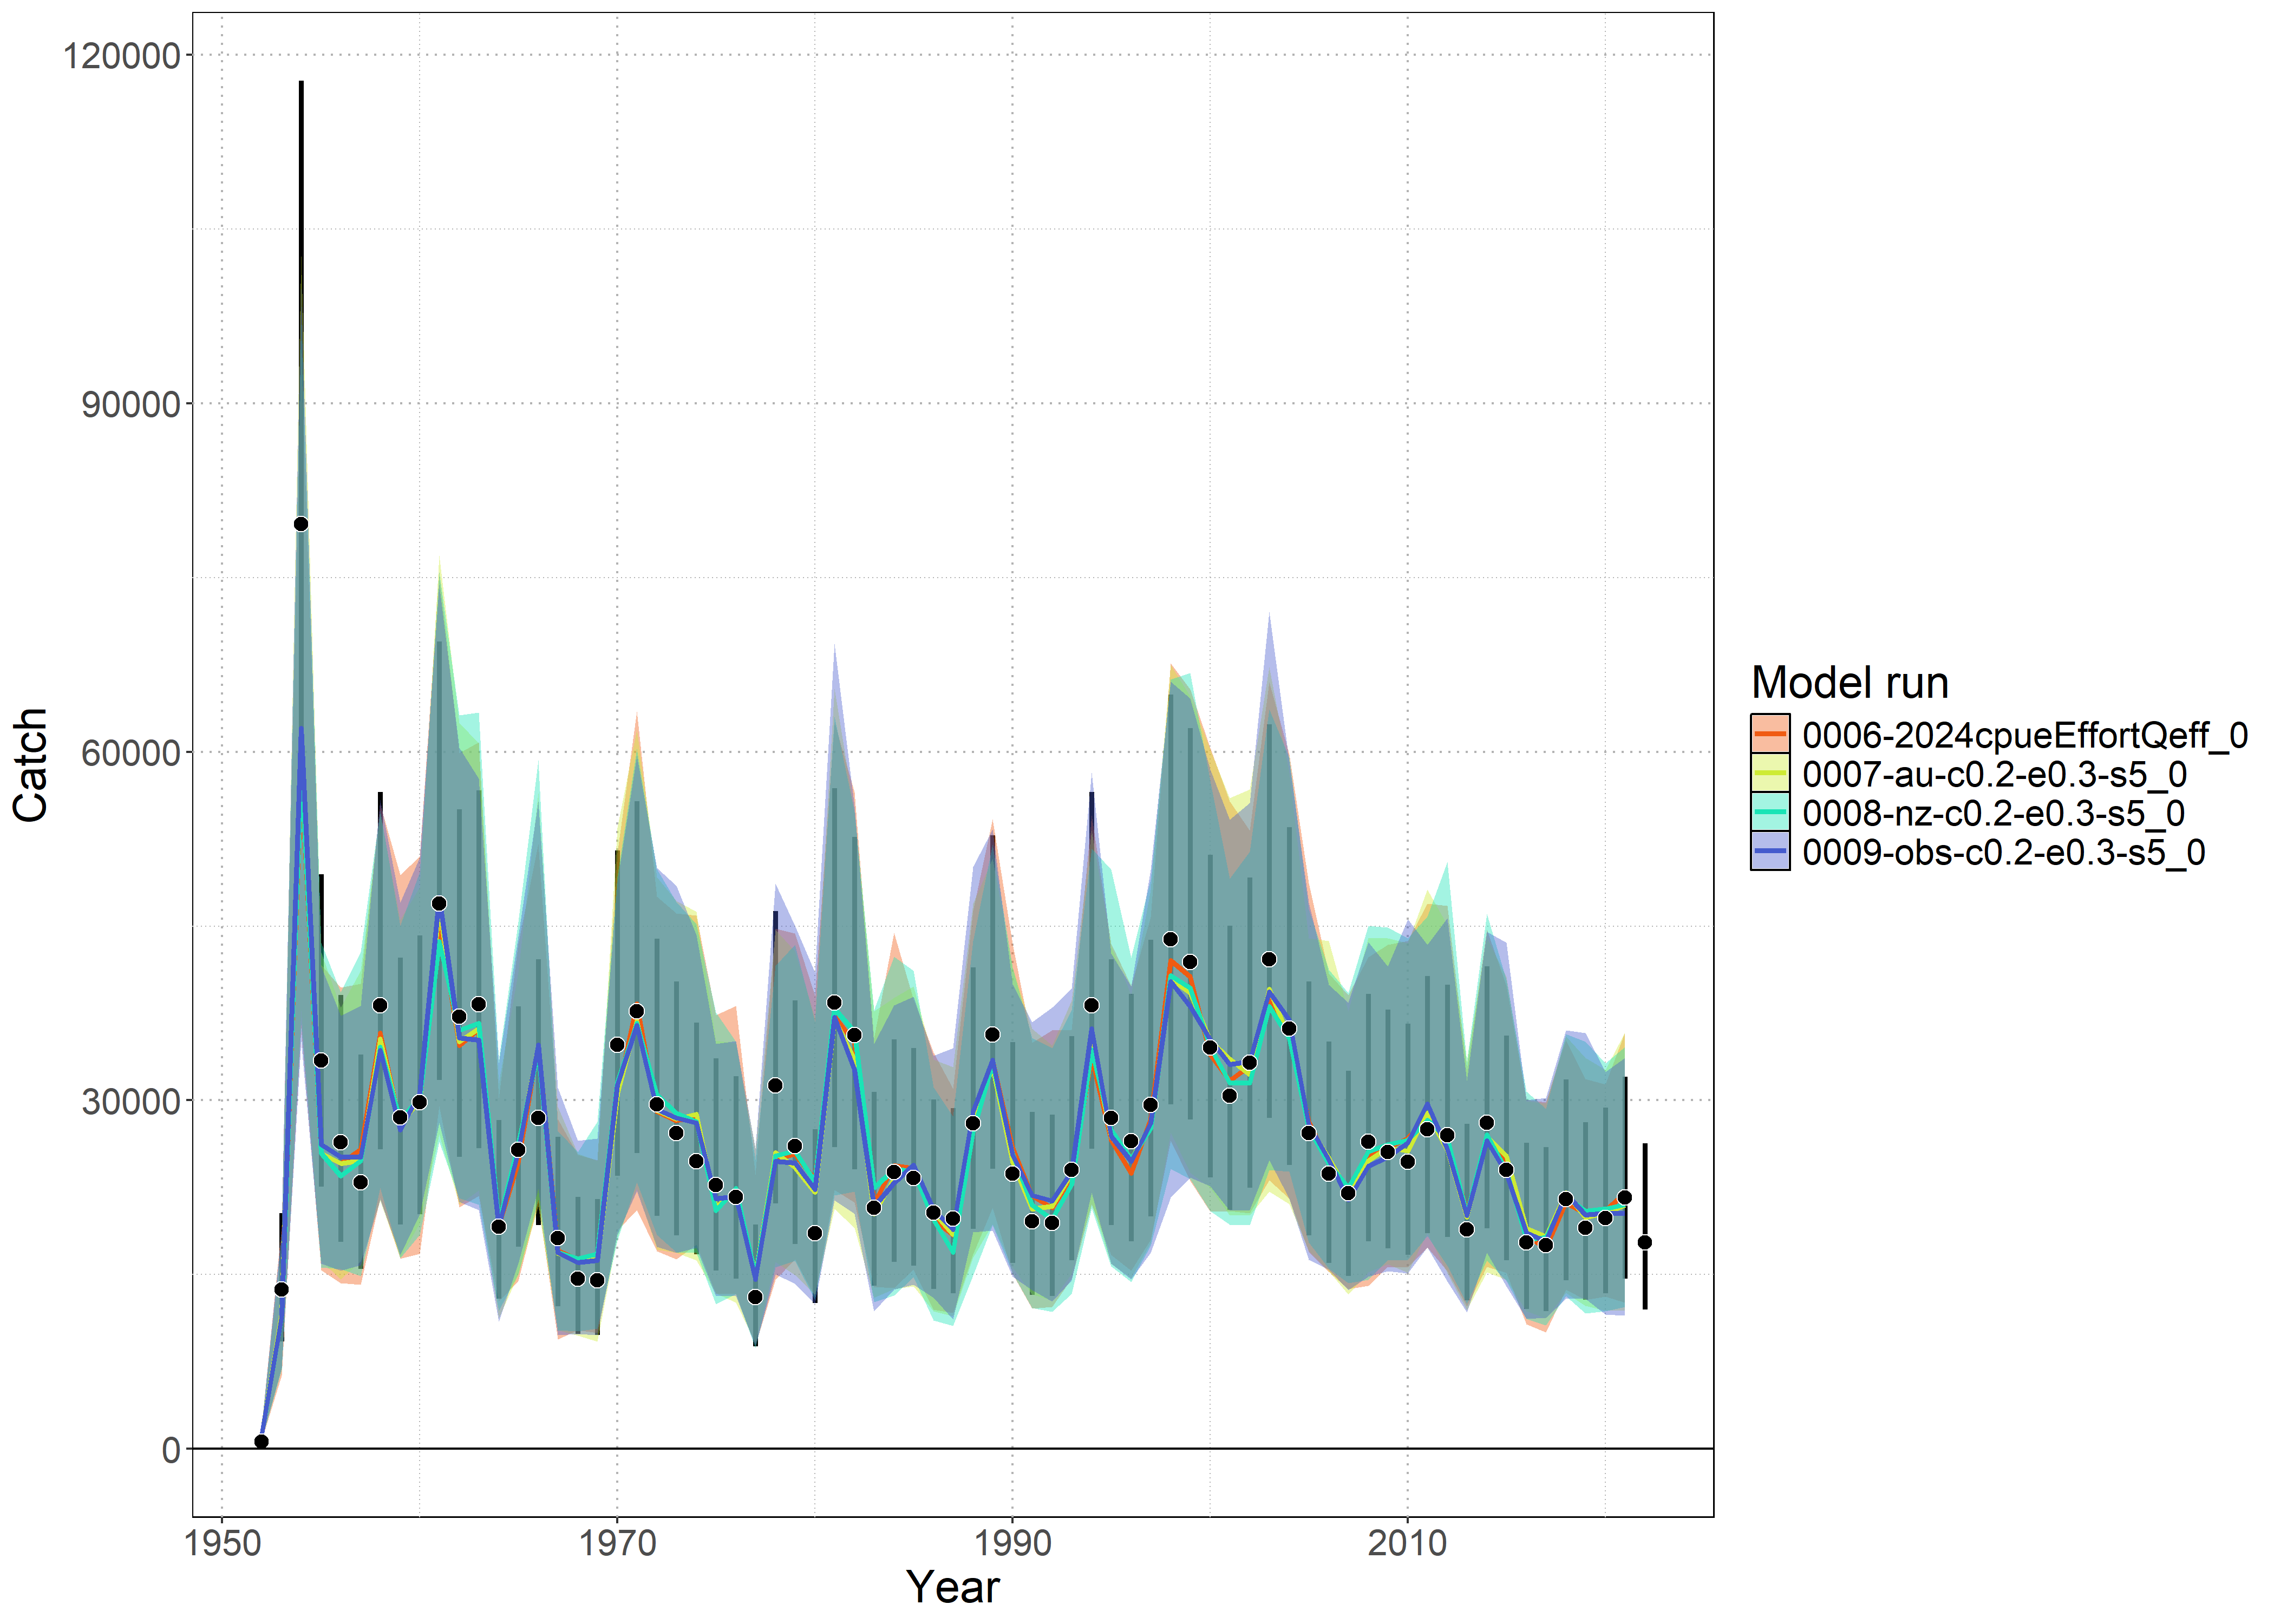 120000
90000
60000
30000
0
Catch
1950
1970
1990
2010
Year
Model run
0006-2024cpueEffortQeff_0
0007-au-c0.2-e0.3-s5_0
0008-nz-c0.2-e0.3-s5_0
0009-obs-c0.2-e0.3-s5_0